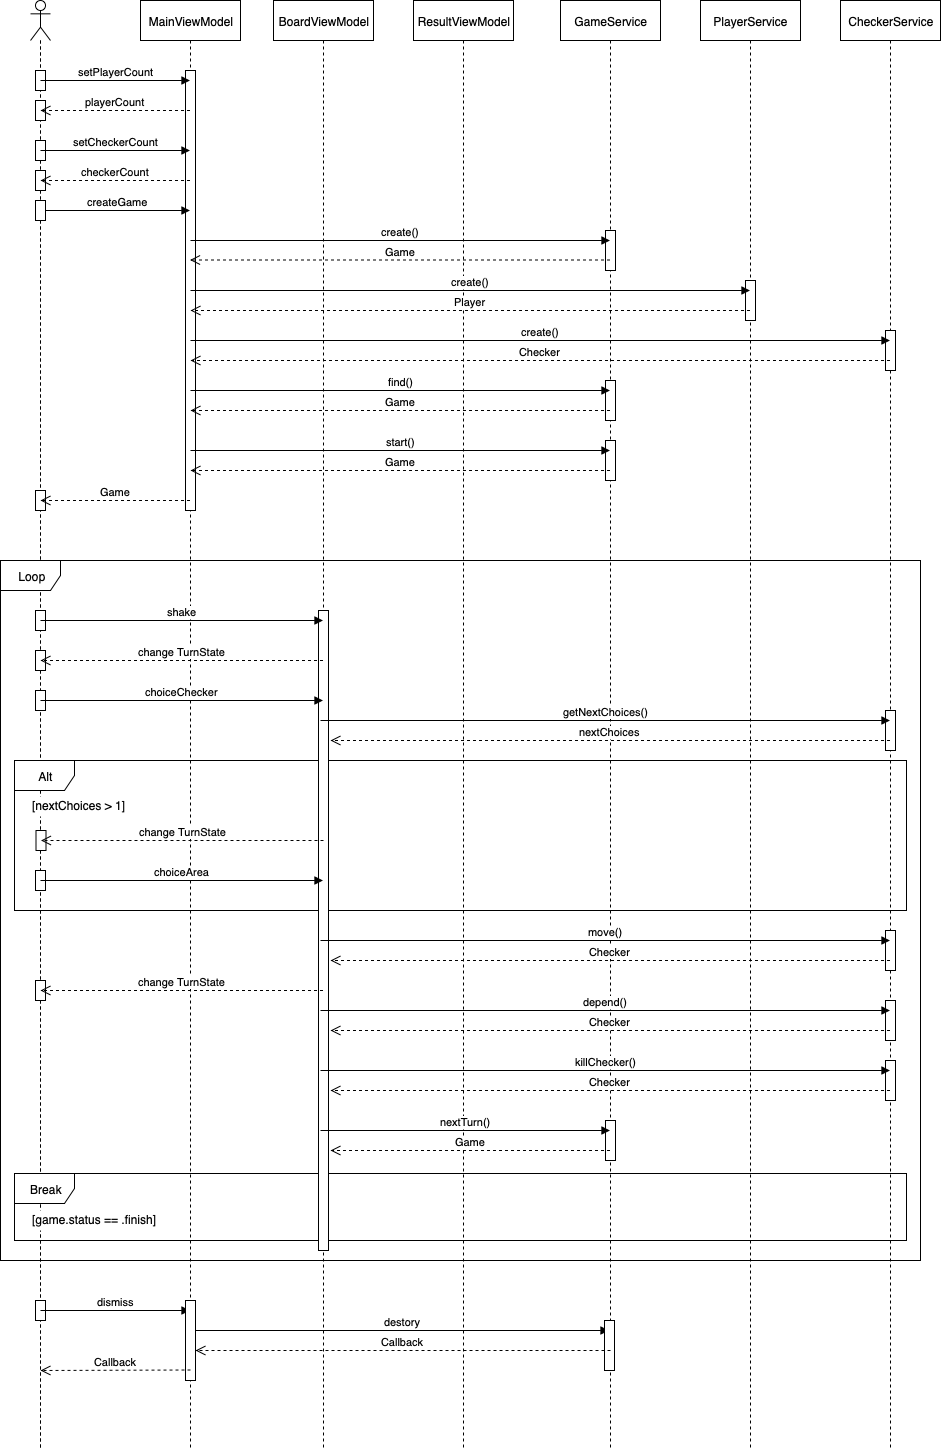 MainViewModel
BoardViewModel
ResultViewModel
GameService
PlayerService
CheckerService
setPlayerCount
playerCount
setCheckerCount
checkerCount
createGame
create()
Game
create()
Player
create()
Checker
find()
Game
start()
Game
Game
Loop
shake
change TurnState
choiceChecker
getNextChoices()
nextChoices
Alt
[nextChoices > 1]
change TurnState
choiceArea
move()
Checker
change TurnState
depend()
Checker
killChecker()
Checker
nextTurn()
Game
Break
[game.status == .finish]
dismiss
destory
Callback
Callback